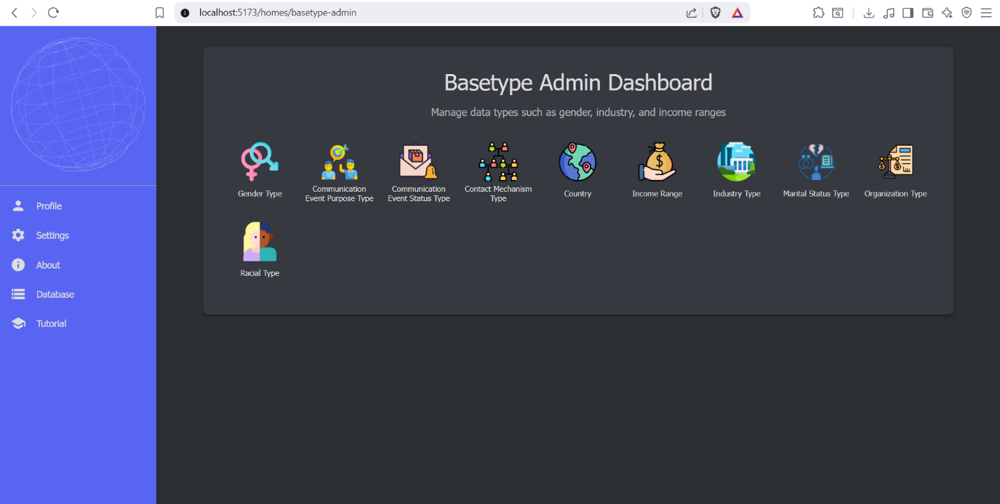 localhost:5173/homes/basetype-admin
Basetype Admin Dashboard
Manage data types such as gender, industry, and income ranges
Gender Type
Communication
Event Purpose Type
Communication
Event Status Type
Contact Mechanism
Type
Country
Income Range
Industry Type
Marital Status Type
Organization Type
Racial Type
Profile
Settings
About
Database
Tutorial